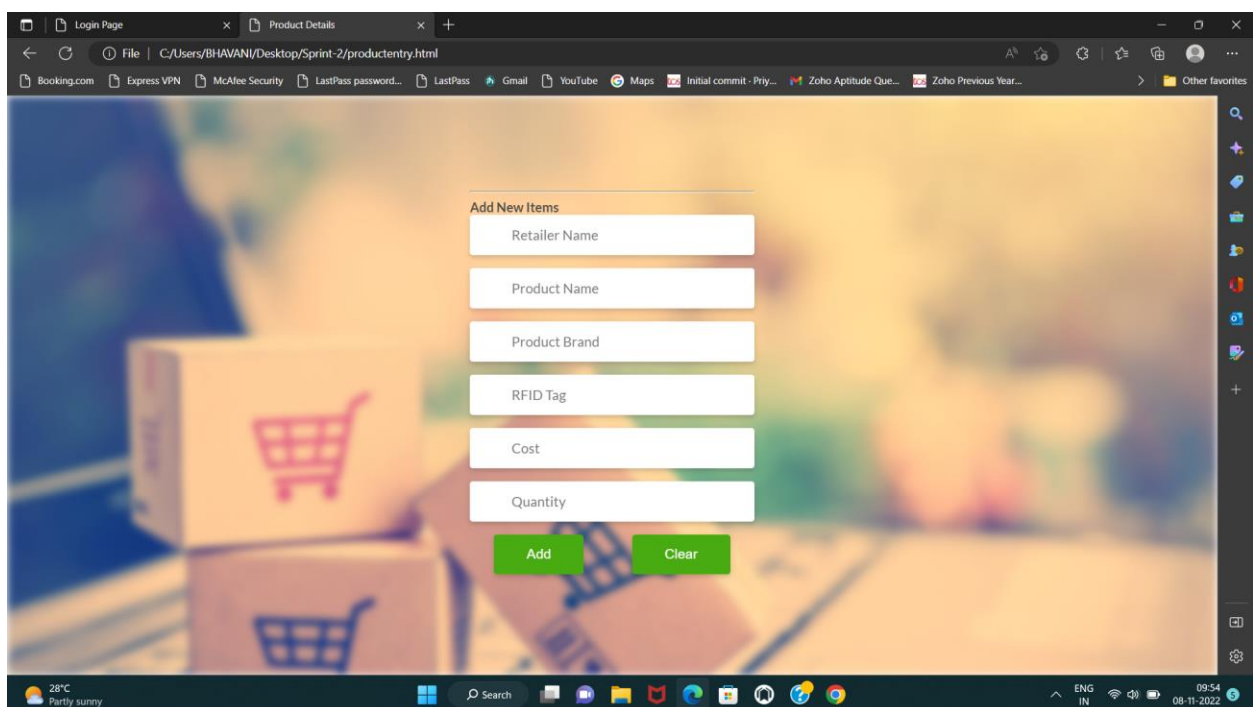 Login Page
Product Details
File | C:/Users/BHAVANI/Desktop/Sprint-2/productentry.html
Booking.com Express VPN McAfee Security LastPass password... LastPass Gmail YouTube Maps Initial commit · Priy... Zoho Aptitude Que... Zoho Previous Year... Other favorites
Add New Items
Retailer Name
Product Name
Product Brand
RFID Tag
Cost
Quantity
Add Clear
28°C
Partly sunny
Search
ENG
IN
09:54
08-11-2022
5